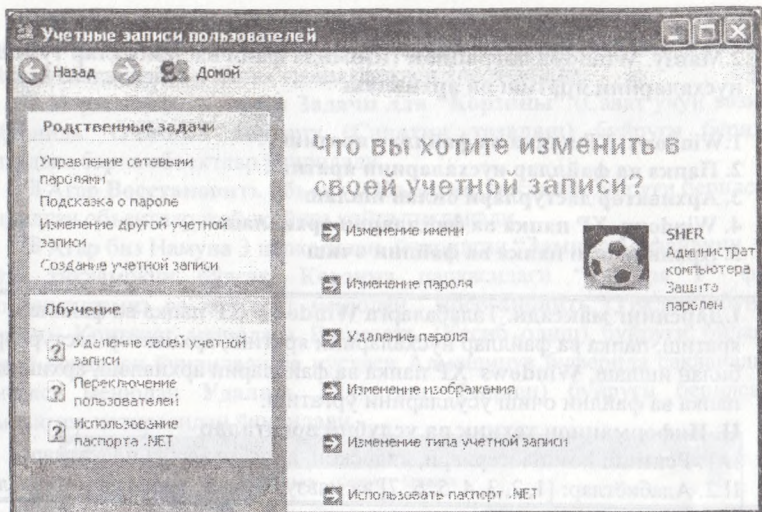 Учетные записи пользователей
Назад
Домой
Родственные задачи
Управление сетевыми
паролями
Подсказка о пароле
Изменение другой учетной
записи
Создание учетной записи
Обучение
Удаление своей учетной
записи
Переключение
пользователей
Использование
паспорта .NET
Что вы хотите изменить в
своей учетной записи?
Изменение имени
Изменение пароля
Удаление пароля
Изменение изображения
Изменение типа учетной записи
Использовать паспорт .NET
SHER
Администрат
компьютера
Защита
паролем